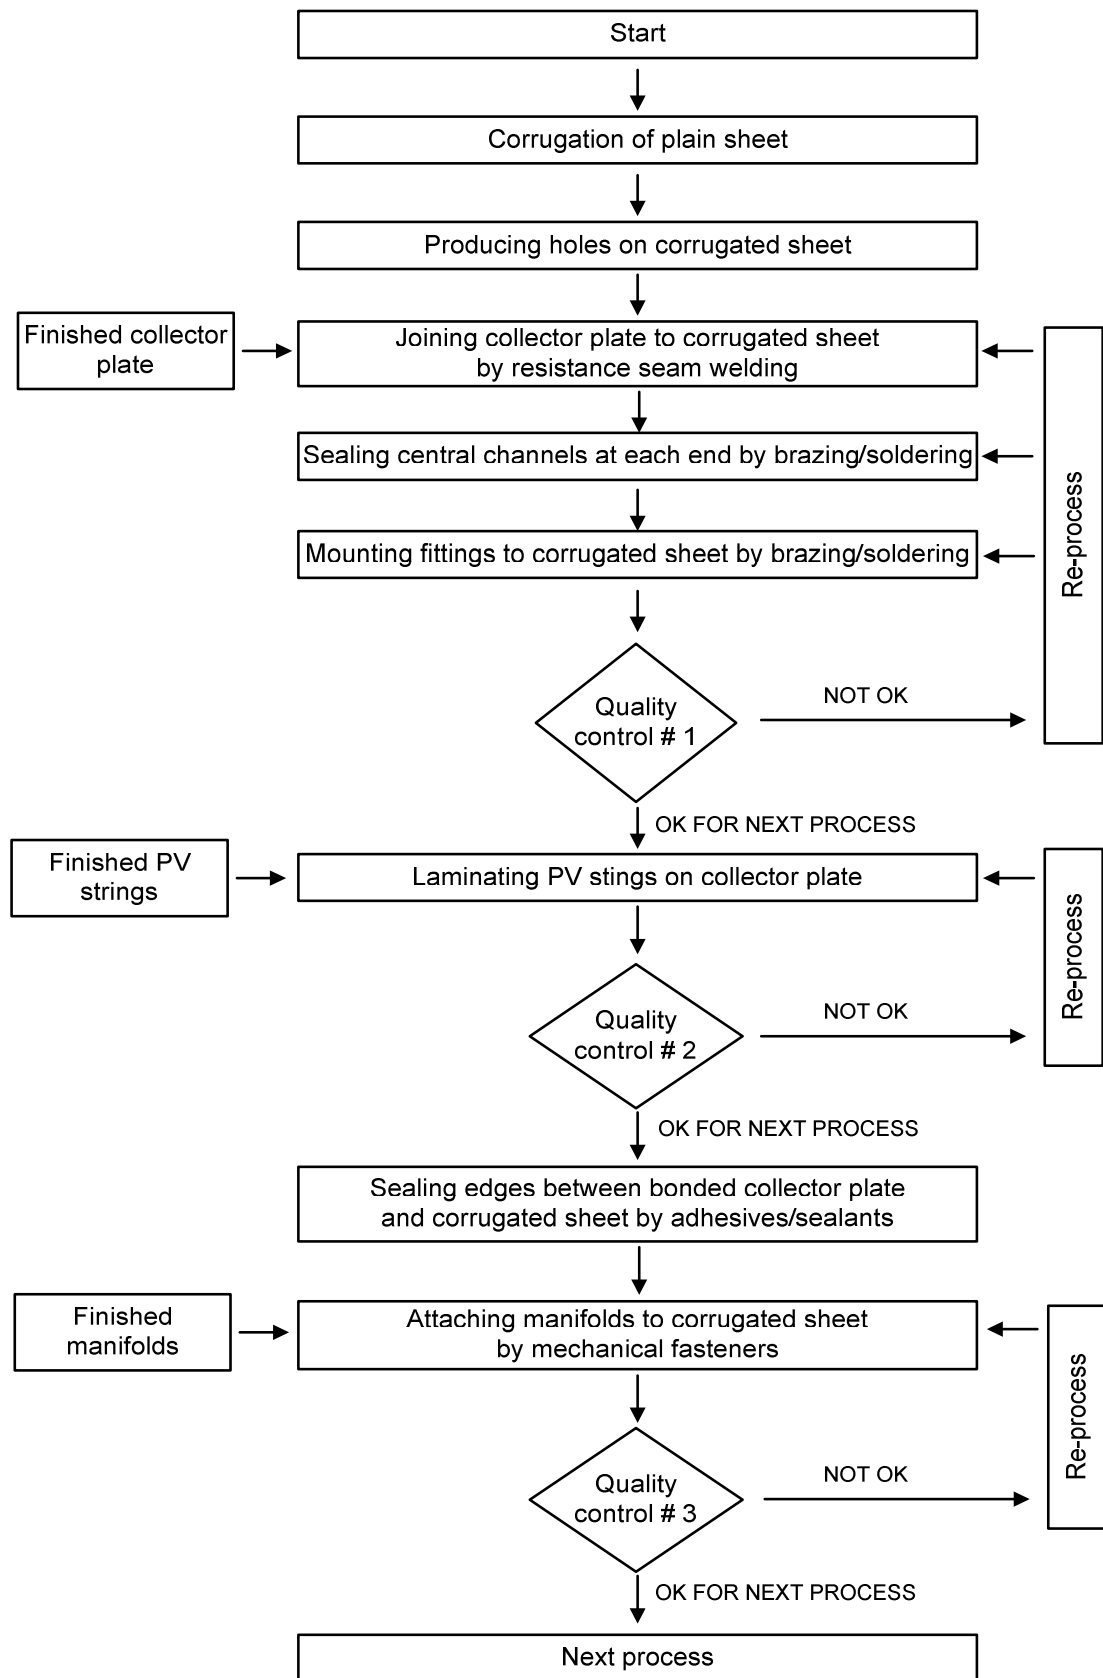 Start
Corrugation of plain sheet
Producing holes on corrugated sheet
Finished collector
plate
Joining collector plate to corrugated sheet
by resistance seam welding
Sealing central channels at each end by brazing/soldering
Mounting fittings to corrugated sheet by brazing/soldering
Re-process
Quality
control # 1
NOT OK
OK FOR NEXT PROCESS
Finished PV
strings
Laminating PV stings on collector plate
Re-process
Quality
control # 2
NOT OK
OK FOR NEXT PROCESS
Sealing edges between bonded collector plate
and corrugated sheet by adhesives/sealants
Finished
manifolds
Attaching manifolds to corrugated sheet
by mechanical fasteners
Re-process
Quality
control # 3
NOT OK
OK FOR NEXT PROCESS
Next process